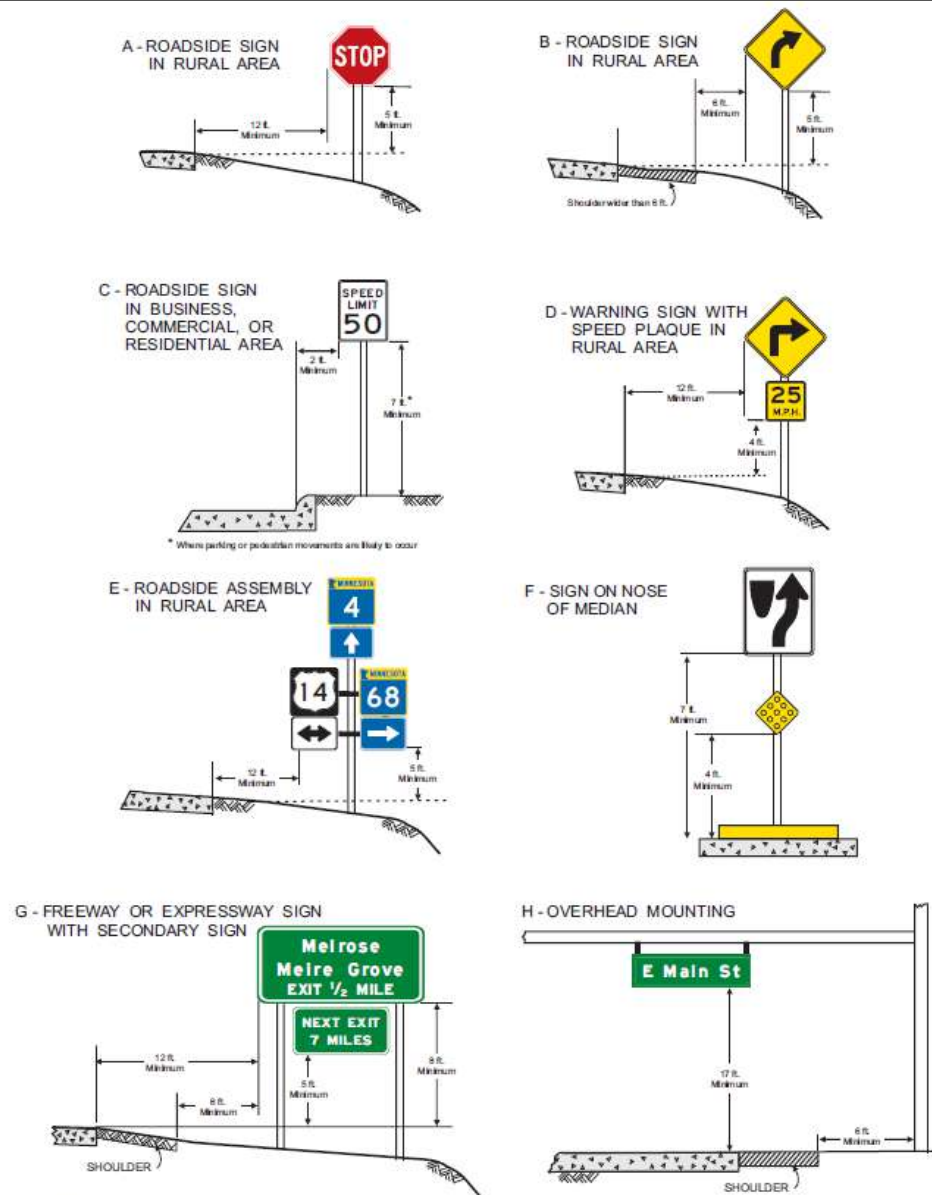 A - ROADSIDE SIGN
IN RURAL AREA
STOP
12 ft.
Minimum
5 ft.
Minimum
B - ROADSIDE SIGN
IN RURAL AREA
6 ft.
Minimum
5 ft.
Minimum
Shoulder wider than 6 ft.
C - ROADSIDE SIGN
IN BUSINESS,
COMMERCIAL, OR
RESIDENTIAL AREA
SPEED
LIMIT
50
2 ft.
Minimum
7 ft.*
Minimum
* Where parking or pedestrian movements are likely to occur
D - WARNING SIGN WITH
SPEED PLAQUE IN
RURAL AREA
25
M.P.H.
12 ft.
Minimum
4 ft.
Minimum
E - ROADSIDE ASSEMBLY
IN RURAL AREA
MINNESOTA
4
14
MINNESOTA
68
12 ft.
Minimum
5 ft.
Minimum
F - SIGN ON NOSE
OF MEDIAN
7 ft.
Minimum
4 ft.
Minimum
G - FREEWAY OR EXPRESSWAY SIGN
WITH SECONDARY SIGN
Melrose
Meire Grove
EXIT 1/2 MILE
NEXT EXIT
7 MILES
12 ft.
Minimum
6 ft.
Minimum
5 ft.
Minimum
8 ft.
Minimum
SHOULDER
H - OVERHEAD MOUNTING
E Main St
17 ft.
Minimum
6 ft.
Minimum
SHOULDER